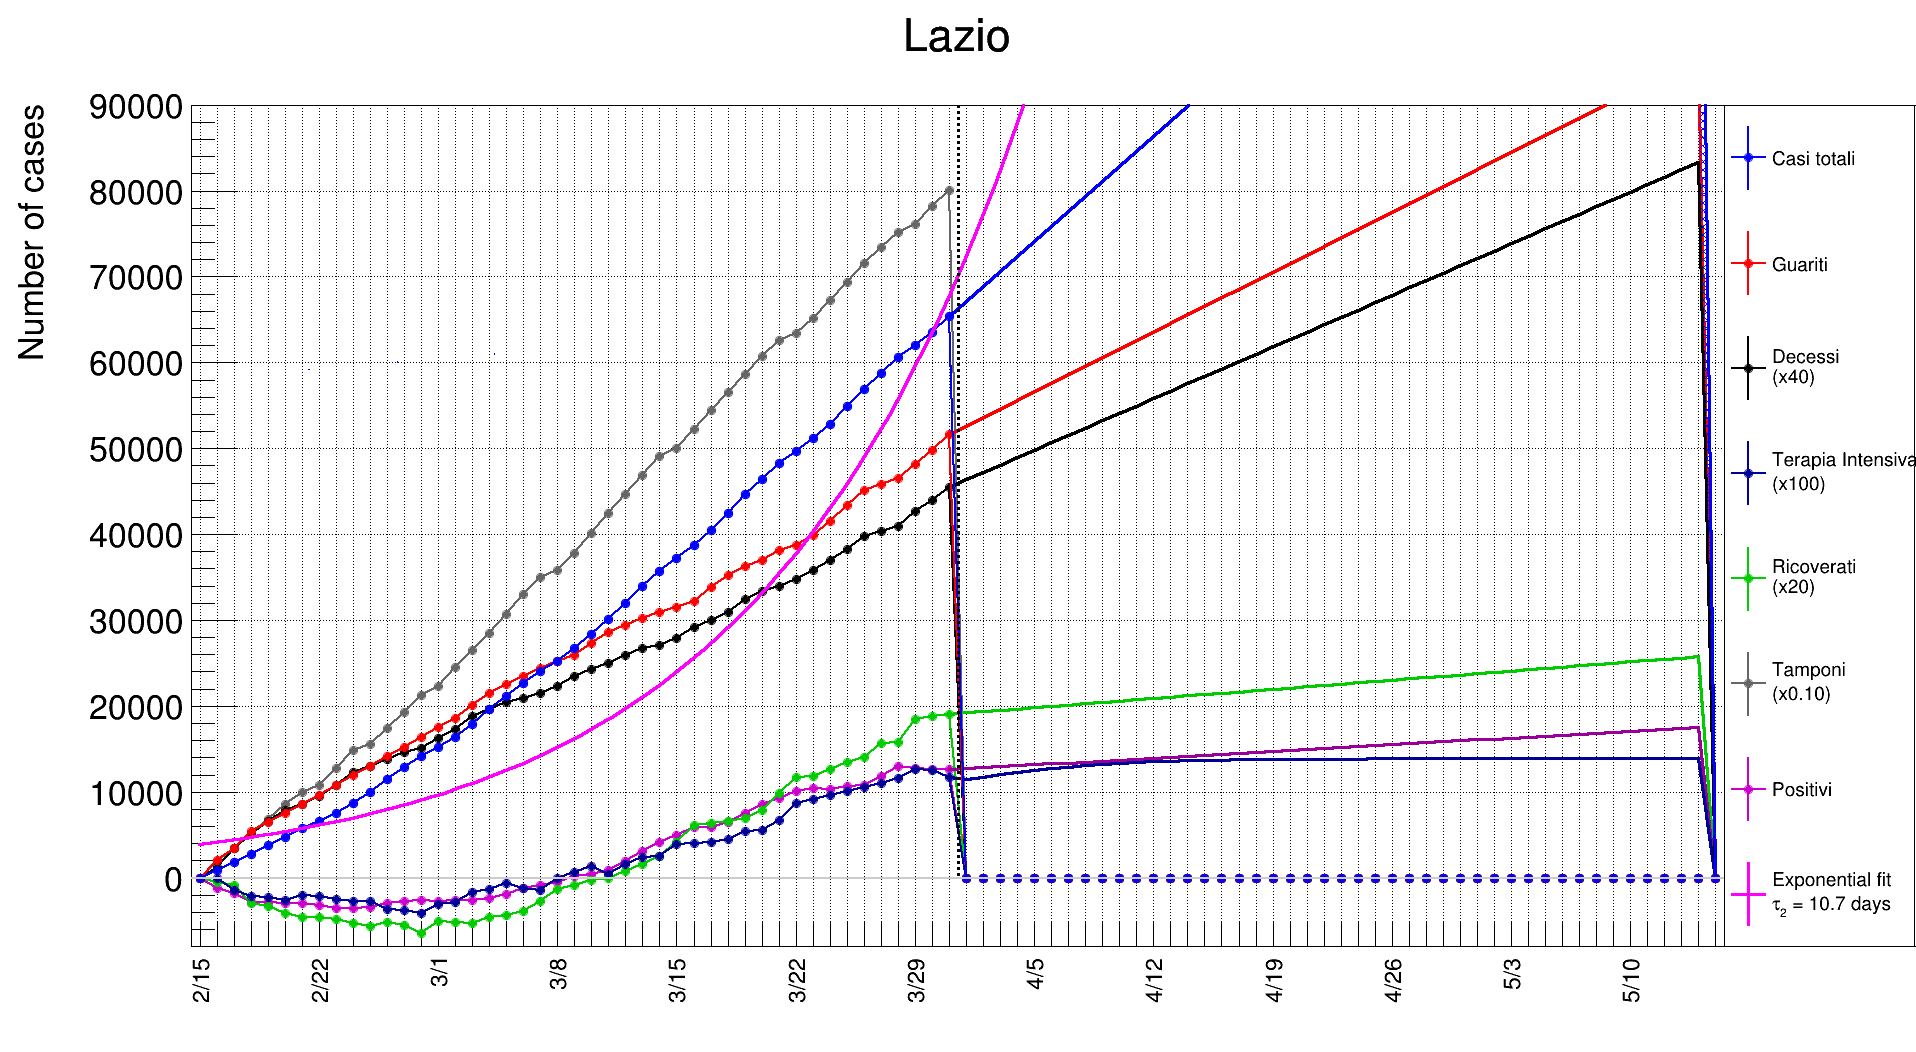 Lazio
Number of cases
90000
80000
70000
60000
50000
40000
30000
20000
10000
0
2/15
2/22
3/1
3/8
3/15
3/22
3/29
4/5
4/12
4/19
4/26
5/3
5/10
Casi totali
Guariti
Decessi
(x40)
Terapia Intensiva
(x100)
Ricoverati
(x20)
Tamponi
(x0.10)
Positivi
Exponential fit
τ₂ = 10.7 days